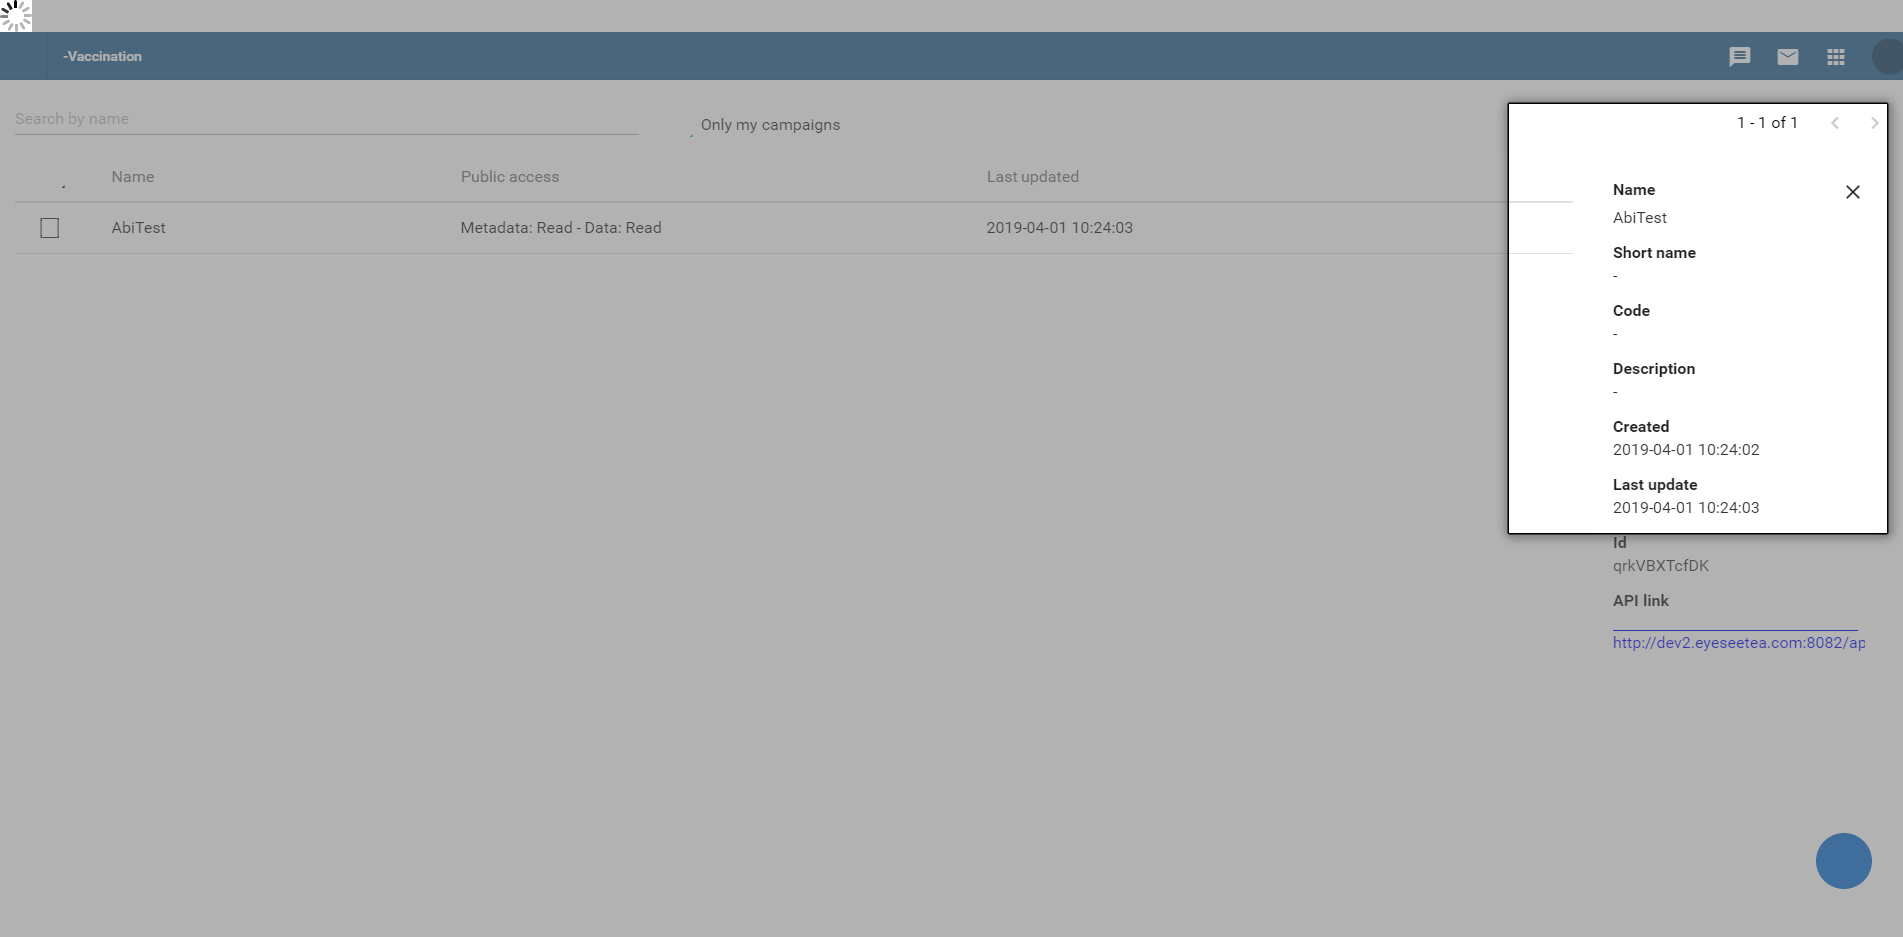 -Vaccination
Search by name
Only my campaigns
1 - 1 of 1
Name Public access Last updated
AbiTest Metadata: Read - Data: Read 2019-04-01 10:24:03
Name
AbiTest
Short name
-
Code
-
Description
-
Created
2019-04-01 10:24:02
Last update
2019-04-01 10:24:03
Id
qrkVBXTcfDK
API link
http://dev2.eyeseetea.com:8082/ap